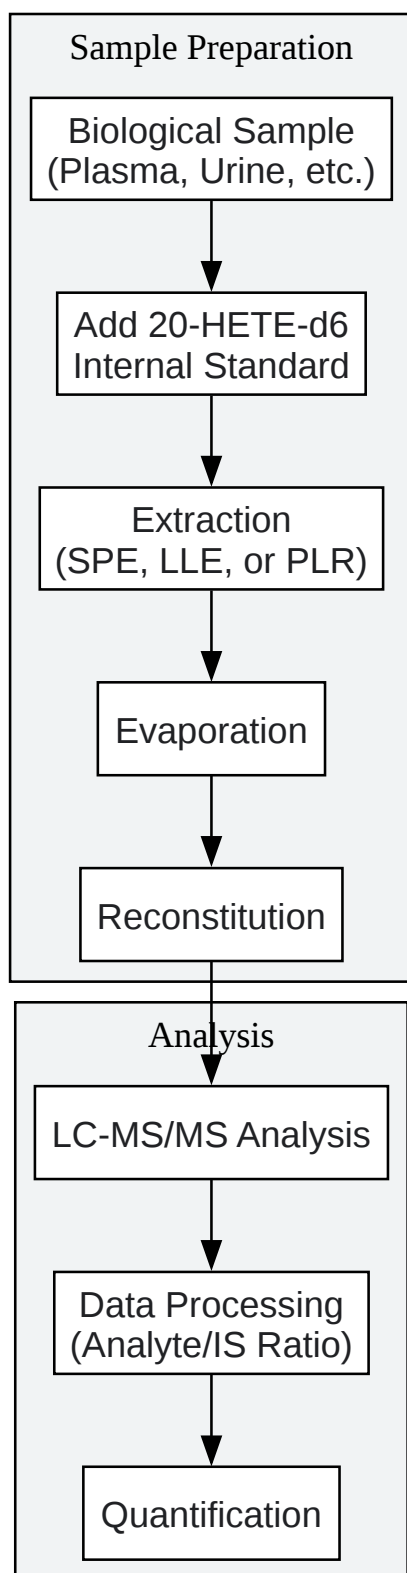 Sample Preparation
Biological Sample
(Plasma, Urine, etc.)
Add 20-HETE-d6
Internal Standard
Extraction
(SPE, LLE, or PLR)
Evaporation
Reconstitution
Analysis
LC-MS/MS Analysis
Data Processing
(Analyte/IS Ratio)
Quantification